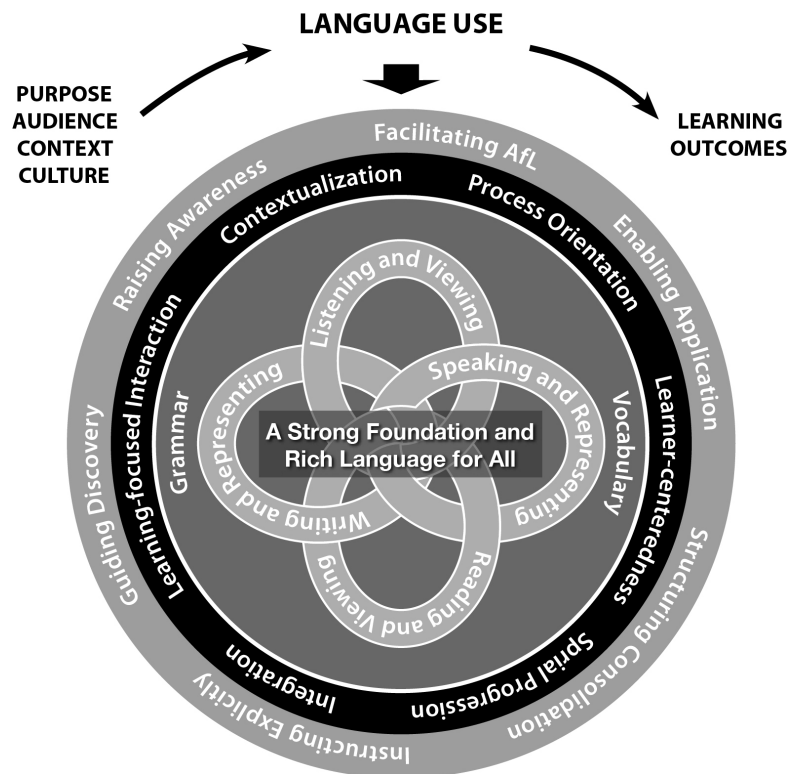 LANGUAGE USE
PURPOSE
AUDIENCE
CONTEXT
CULTURE
LEARNING
OUTCOMES
Facilitating AfL
Enabling Application
Structuring Consolidation
Instructing Explicitly
Guiding Discovery
Raising Awareness
Contextualization
Process Orientation
Learner-centeredness
Sprial Progression
Integration
Learning-focused Interaction
Grammar
Vocabulary
Listening and Viewing
Speaking and Representing
Reading and Viewing
Writing and Representing
A Strong Foundation and
Rich Language for All